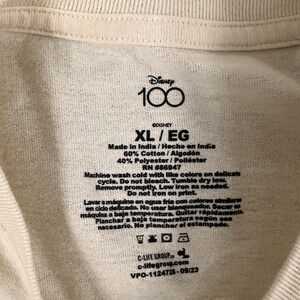 Disney
100
©DISNEY
XL / EG
Made in India / Hecho en India
60% Cotton / Algodón
40% Polyester / Poliéster
RN #86947
Machine wash cold with like colors on delicate
cycle. Do not bleach. Tumble dry low.
Remove promptly. Low iron as needed.
Do not iron on print.
Lavar a máquina en agua fría con colores similares
en ciclo delicado. No usar blanqueador. Secar en
máquina a baja temperatura. Quitar rápidamente.
Planchar a baja temperatura según sea
necesario. No planchar el estampado.
C-LIFE GROUP
c-lifegroup.com
VPO-1124728 - 09/23